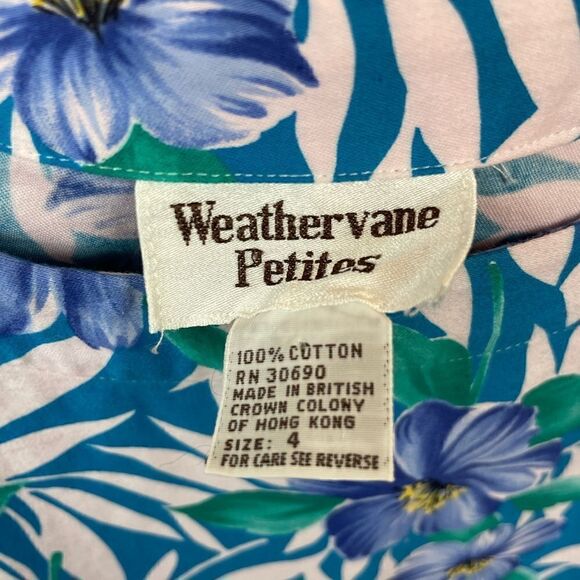 Weathervane
Petites
100% COTTON
RN 30690
MADE IN BRITISH
CROWN COLONY
OF HONG KONG
SIZE: 4
FOR CARE SEE REVERSE